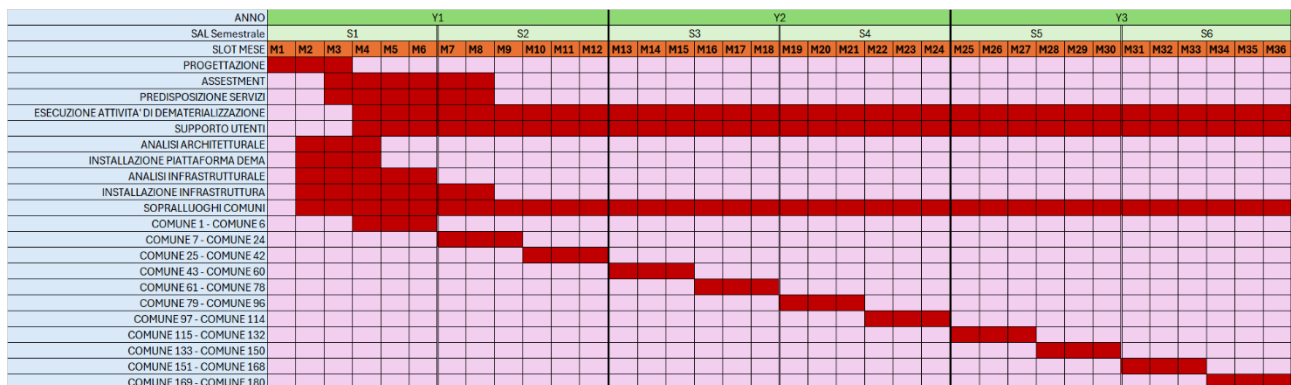 ANNO Y1 Y2 Y3
SAL Semestrale S1 S2 S3 S4 S5 S6
SLOT MESE M1 M2 M3 M4 M5 M6 M7 M8 M9 M10 M11 M12 M13 M14 M15 M16 M17 M18 M19 M20 M21 M22 M23 M24 M25 M26 M27 M28 M29 M30 M31 M32 M33 M34 M35 M36
PROGETTAZIONE
ASSESTMENT
PREDISPOSIZIONE SERVIZI
ESECUZIONE ATTIVITA' DI DEMATERIALIZZAZIONE
SUPPORTO UTENTI
ANALISI ARCHITETTURALE
INSTALLAZIONE PIATTAFORMA DEMA
ANALISI INFRASTRUTTURALE
INSTALLAZIONE INFRASTRUTTURA
SOPRALLUOGHI COMUNI
COMUNE 1 - COMUNE 6
COMUNE 7 - COMUNE 24
COMUNE 25 - COMUNE 42
COMUNE 43 - COMUNE 60
COMUNE 61 - COMUNE 78
COMUNE 79 - COMUNE 96
COMUNE 97 - COMUNE 114
COMUNE 115 - COMUNE 132
COMUNE 133 - COMUNE 150
COMUNE 151 - COMUNE 168
COMUNE 169 - COMUNE 180